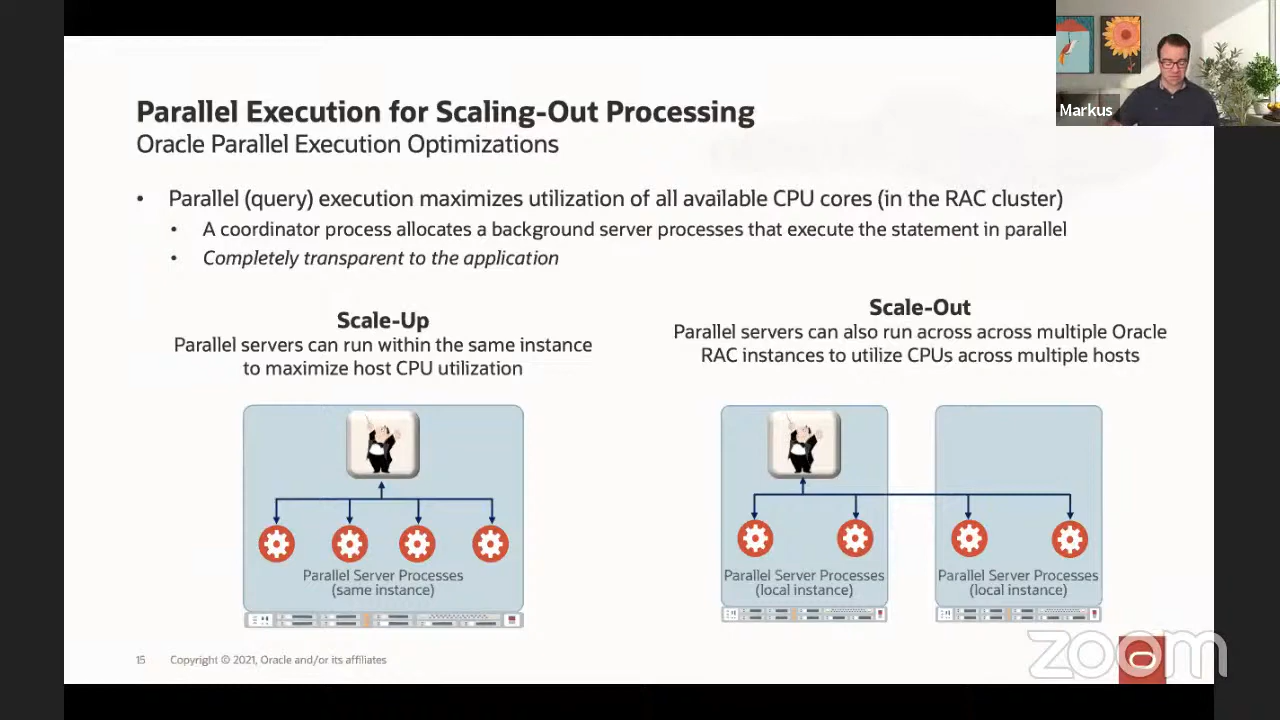 Markus
Parallel Execution for Scaling-Out Processing
Oracle Parallel Execution Optimizations
• Parallel (query) execution maximizes utilization of all available CPU cores (in the RAC cluster)
• A coordinator process allocates a background server processes that execute the statement in parallel
• Completely transparent to the application
Scale-Up
Parallel servers can run within the same instance
to maximize host CPU utilization
Parallel Server Processes
(same instance)
Scale-Out
Parallel servers can also run across across multiple Oracle
RAC instances to utilize CPUs across multiple hosts
Parallel Server Processes
(local instance)
Parallel Server Processes
(local instance)
15 Copyright © 2021, Oracle and/or its affiliates
zoom